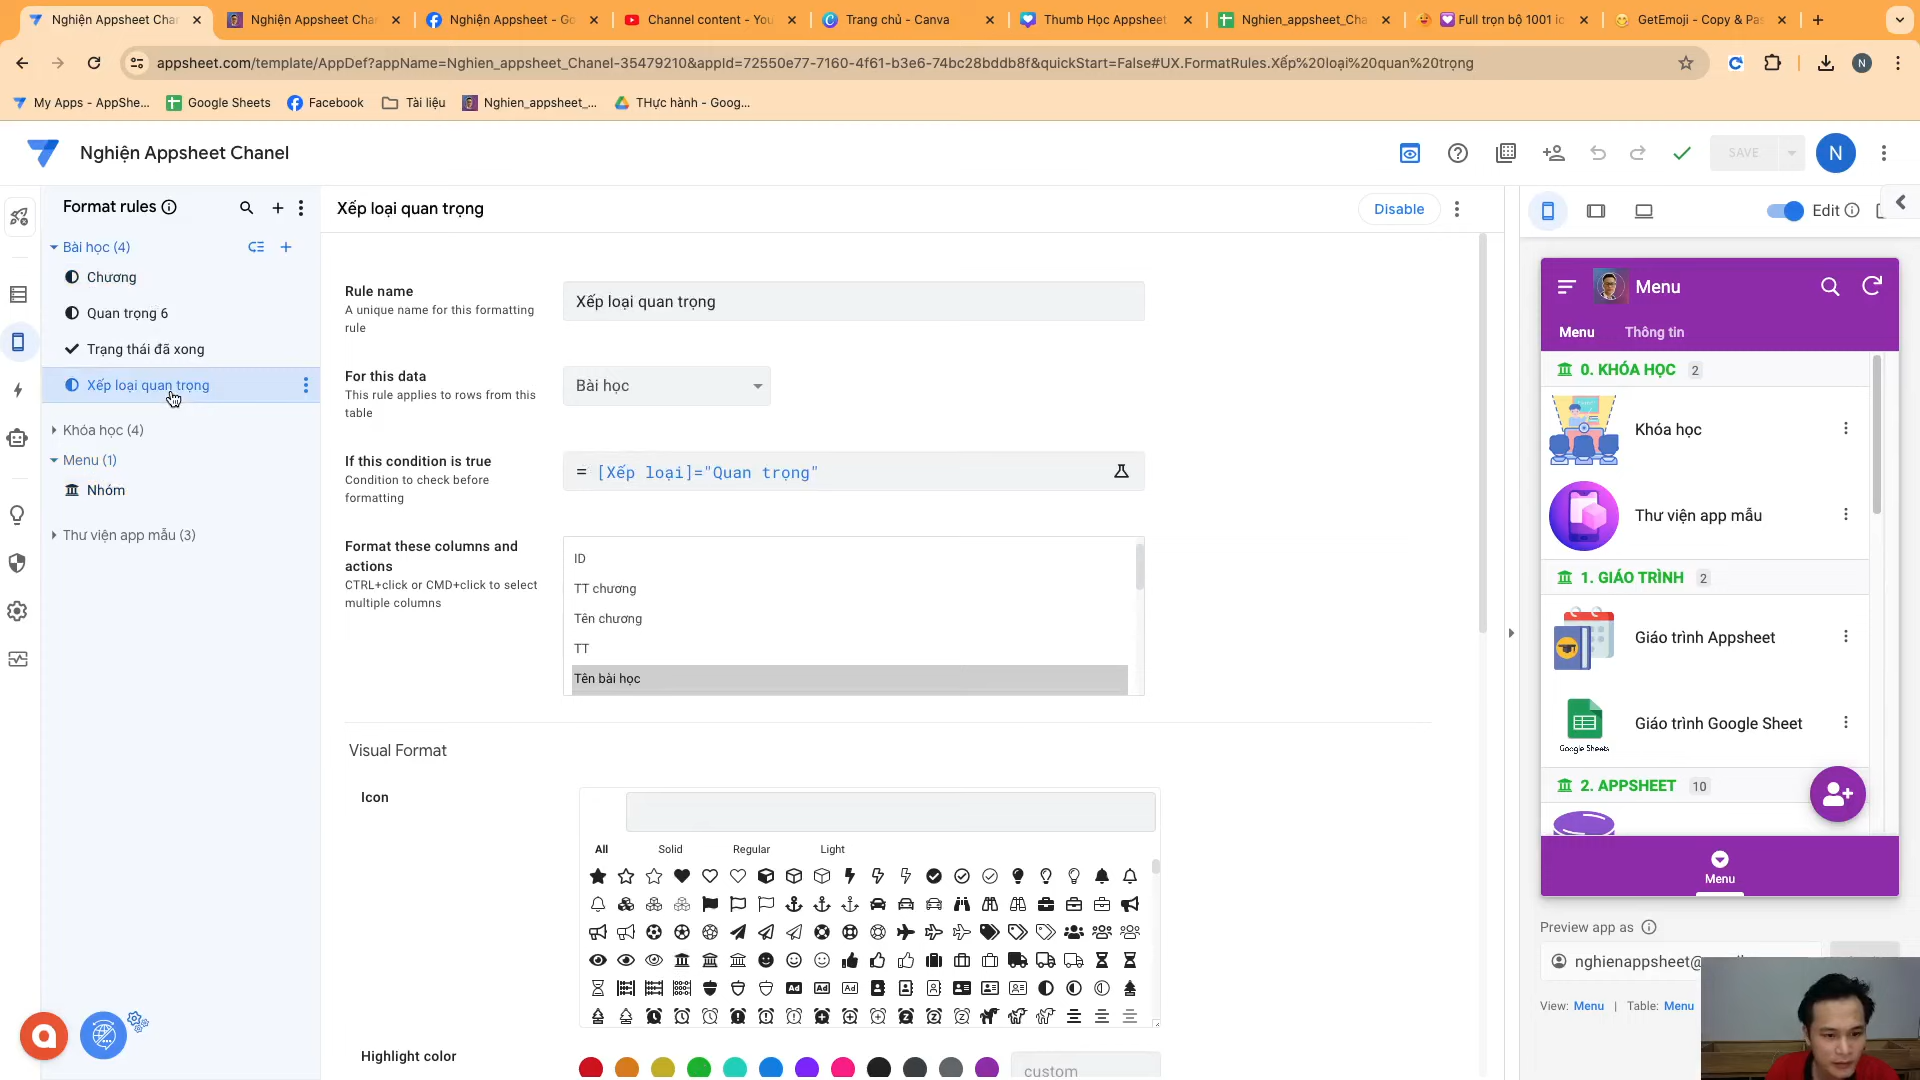 Nghiện Appsheet Char
Nghiện Appsheet Cha
Nghiện Appsheet - Go
Channel content - You
Trang chủ - Canva
Thumb Học Appsheet
Nghien_appsheet_Cha
Full trọn bộ 1001 ic
GetEmoji - Copy & Pas
appsheet.com/template/AppDef?appName=Nghien_appsheet_Chanel-35479210&appId=72550e77-7160-4f61-b3e6-74bc28bddb8f&quickStart=False#UX.FormatRules.Xếp%20loại%20quan%20trọng
N
My Apps - AppShe...
Google Sheets
Facebook
Tài liệu
Nghien_appsheet_...
THực hành - Goog...
Nghiện Appsheet Chanel
SAVE
N
Format rules
Bài học (4)
Chương
Quan trọng 6
Trạng thái đã xong
Xếp loại quan trọng
Khóa học (4)
Menu (1)
Nhóm
Thư viện app mẫu (3)
Xếp loại quan trọng
Disable
Rule name
A unique name for this formatting
rule
Xếp loại quan trọng
For this data
This rule applies to rows from this
table
Bài học
If this condition is true
Condition to check before
formatting
= [Xếp loại]="Quan trọng"
Format these columns and
actions
CTRL+click or CMD+click to select
multiple columns
ID
TT chương
Tên chương
TT
Tên bài học
Visual Format
Icon
All
Solid
Regular
Light
Ad Ad Ad
Highlight color
custom
Edit
Menu
Menu
Thông tin
0. KHÓA HỌC 2
Khóa học
Thư viện app mẫu
1. GIÁO TRÌNH 2
Giáo trình Appsheet
Google Sheets
Giáo trình Google Sheet
2. APPSHEET 10
Menu
Preview app as
nghienappsheet@
View: Menu | Table: Menu